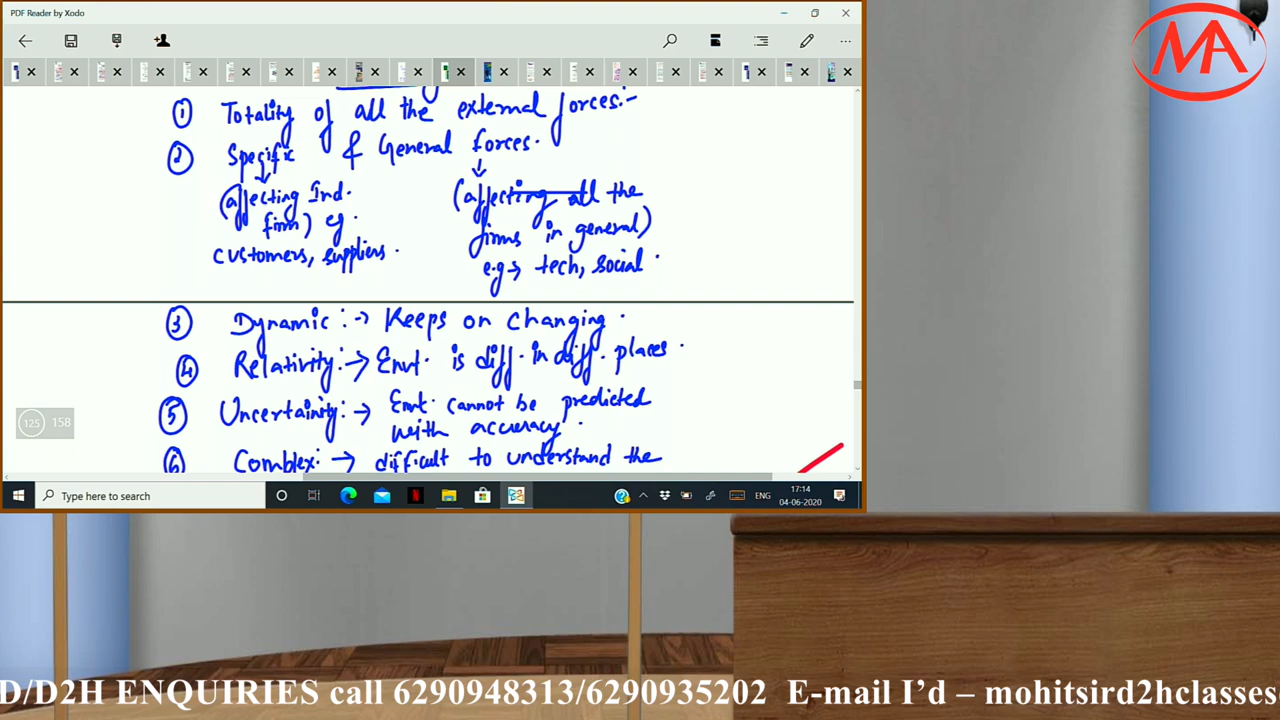 PDF Reader by Xodo
MA
① Totality of all the external forces:-
② Specific & General forces.
(affecting Ind. firm) eg. customers, suppliers.
(affecting all the firms in general)
e.g → tech, social.
③ Dynamic :→ Keeps on changing.
④ Relativity :→ Envt. is diff. in diff. places.
⑤ Uncertainity :→ Envt. cannot be predicted
with accuracy.
⑥ Complex: → difficult to understand the
125 158
Type here to search
ENG
17:14
04-06-2020
D/D2H ENQUIRIES call 6290948313/6290935202 E-mail I'd – mohitsird2hclasses